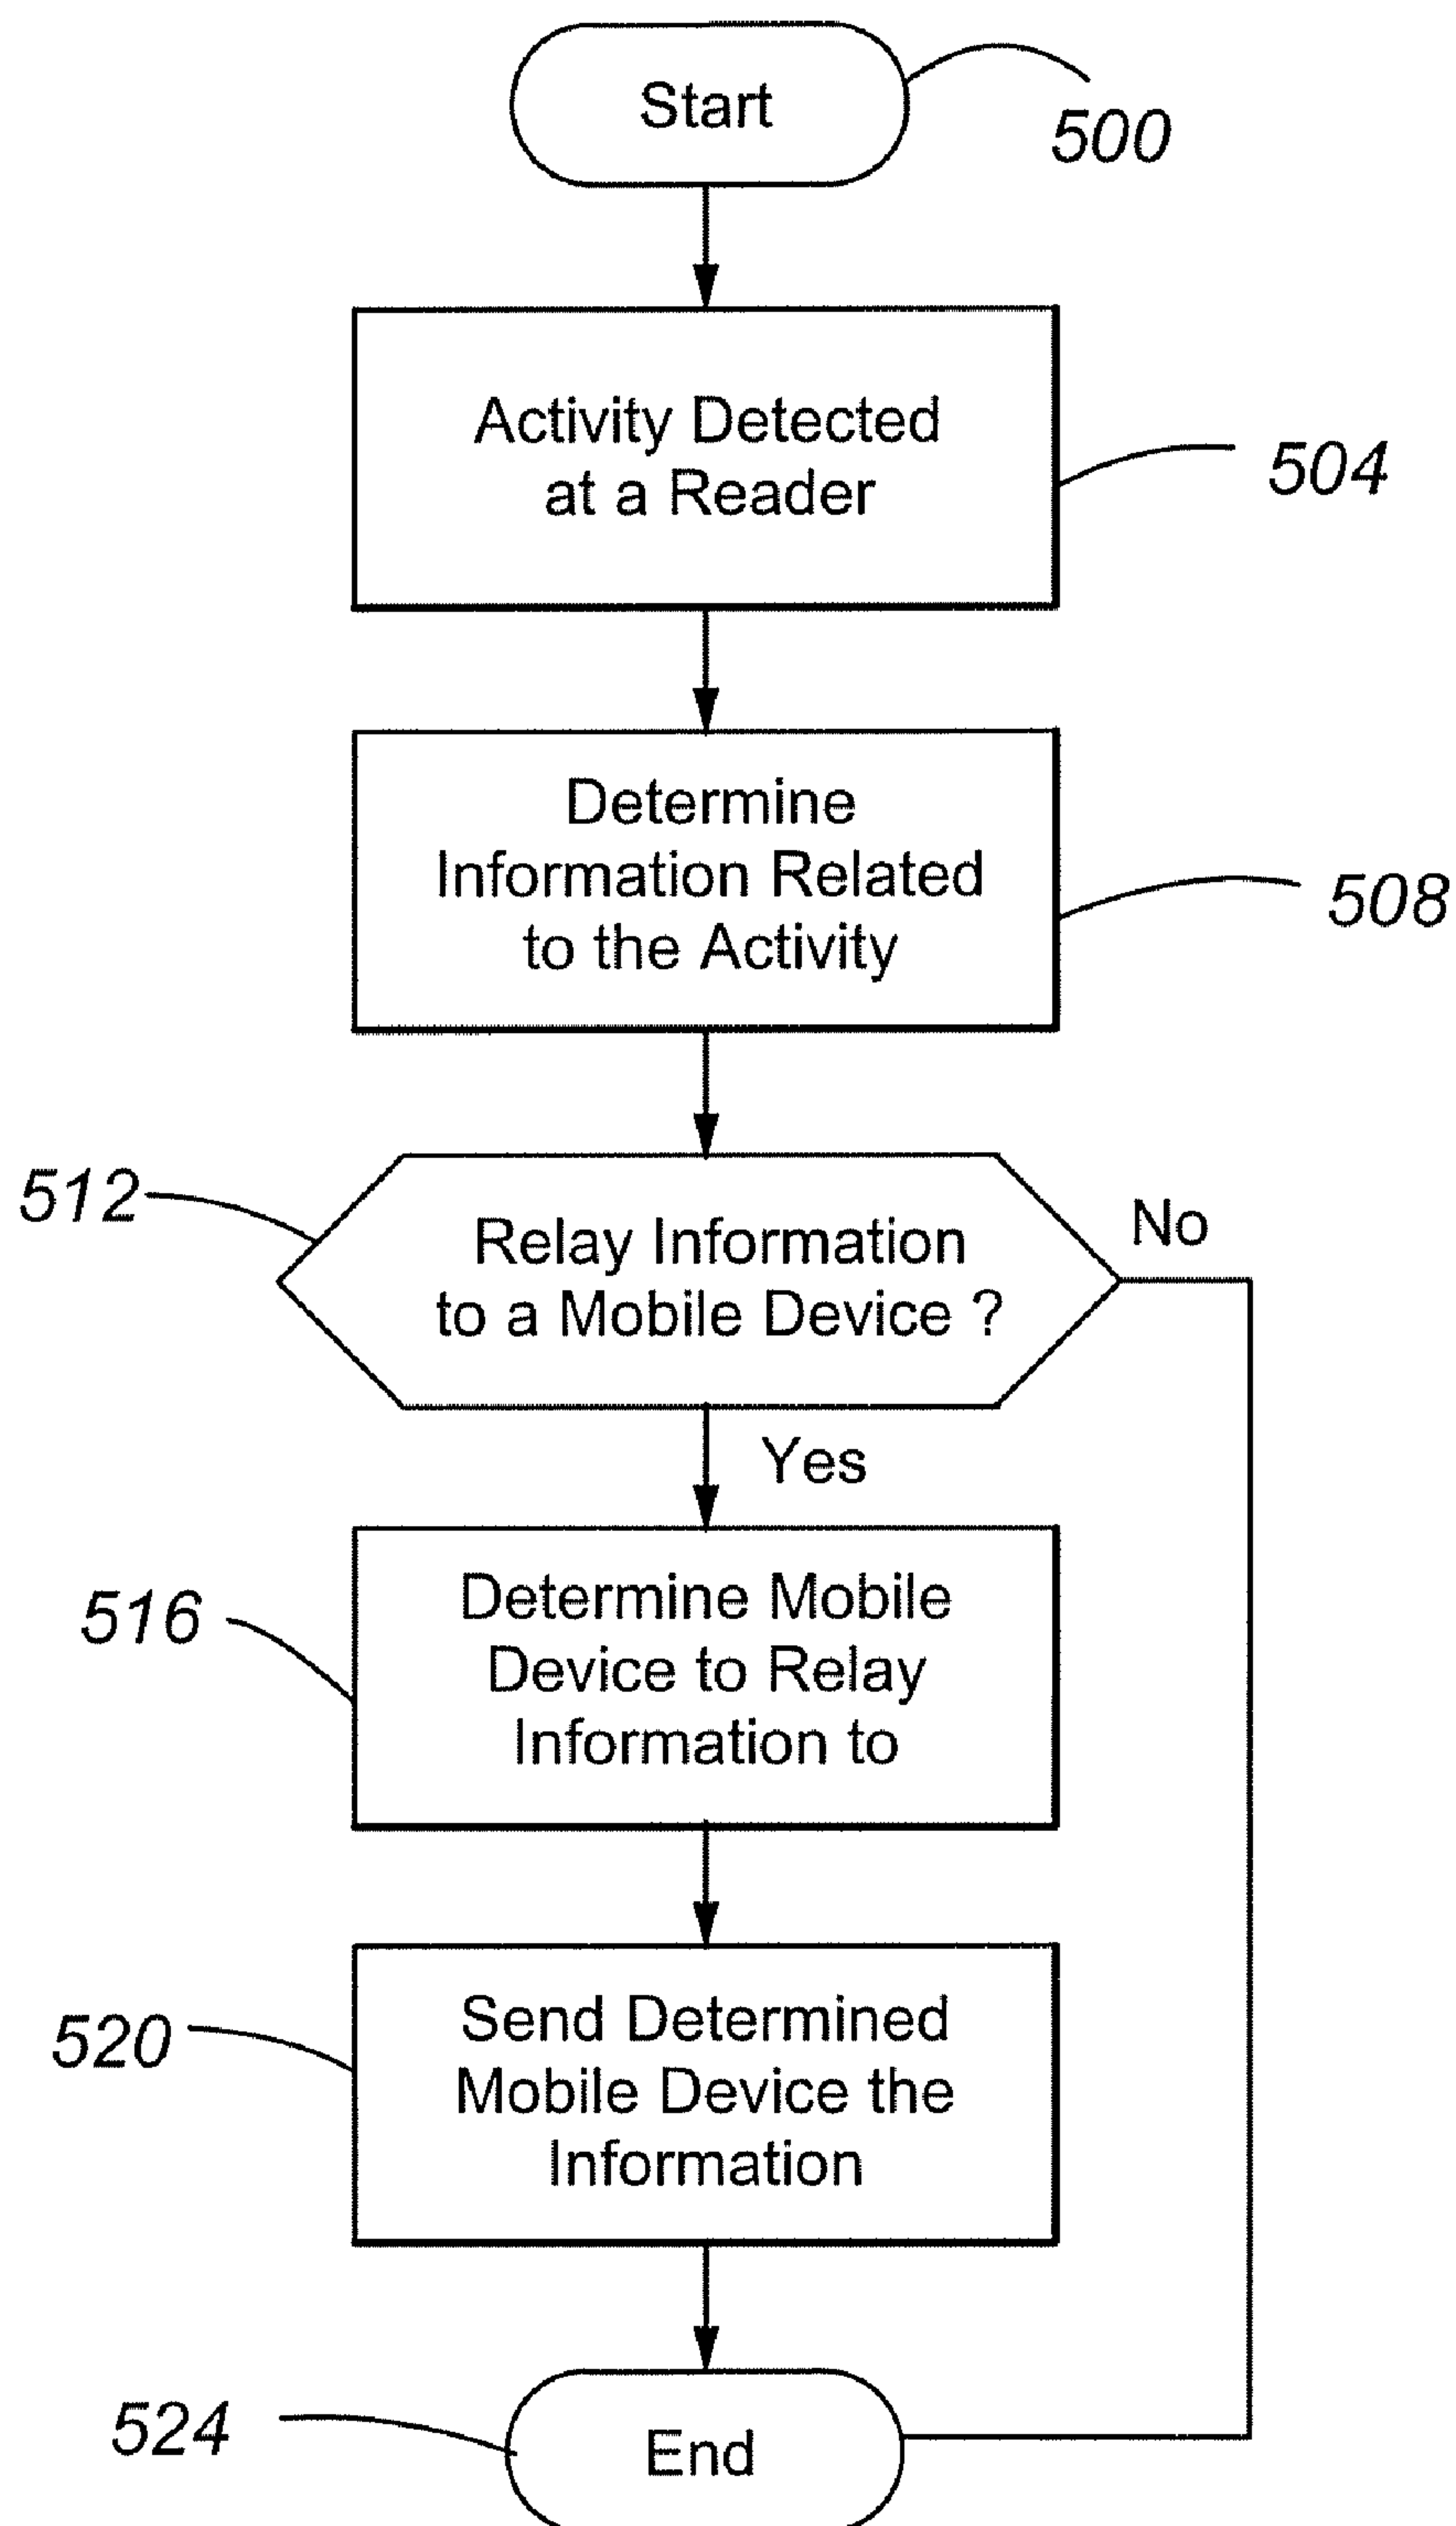 Start
500
Activity Detected
at a Reader
504
Determine
Information Related
to the Activity
508
512
Relay Information
to a Mobile Device ?
No
Yes
516
Determine Mobile
Device to Relay
Information to
520
Send Determined
Mobile Device the
Information
524
End